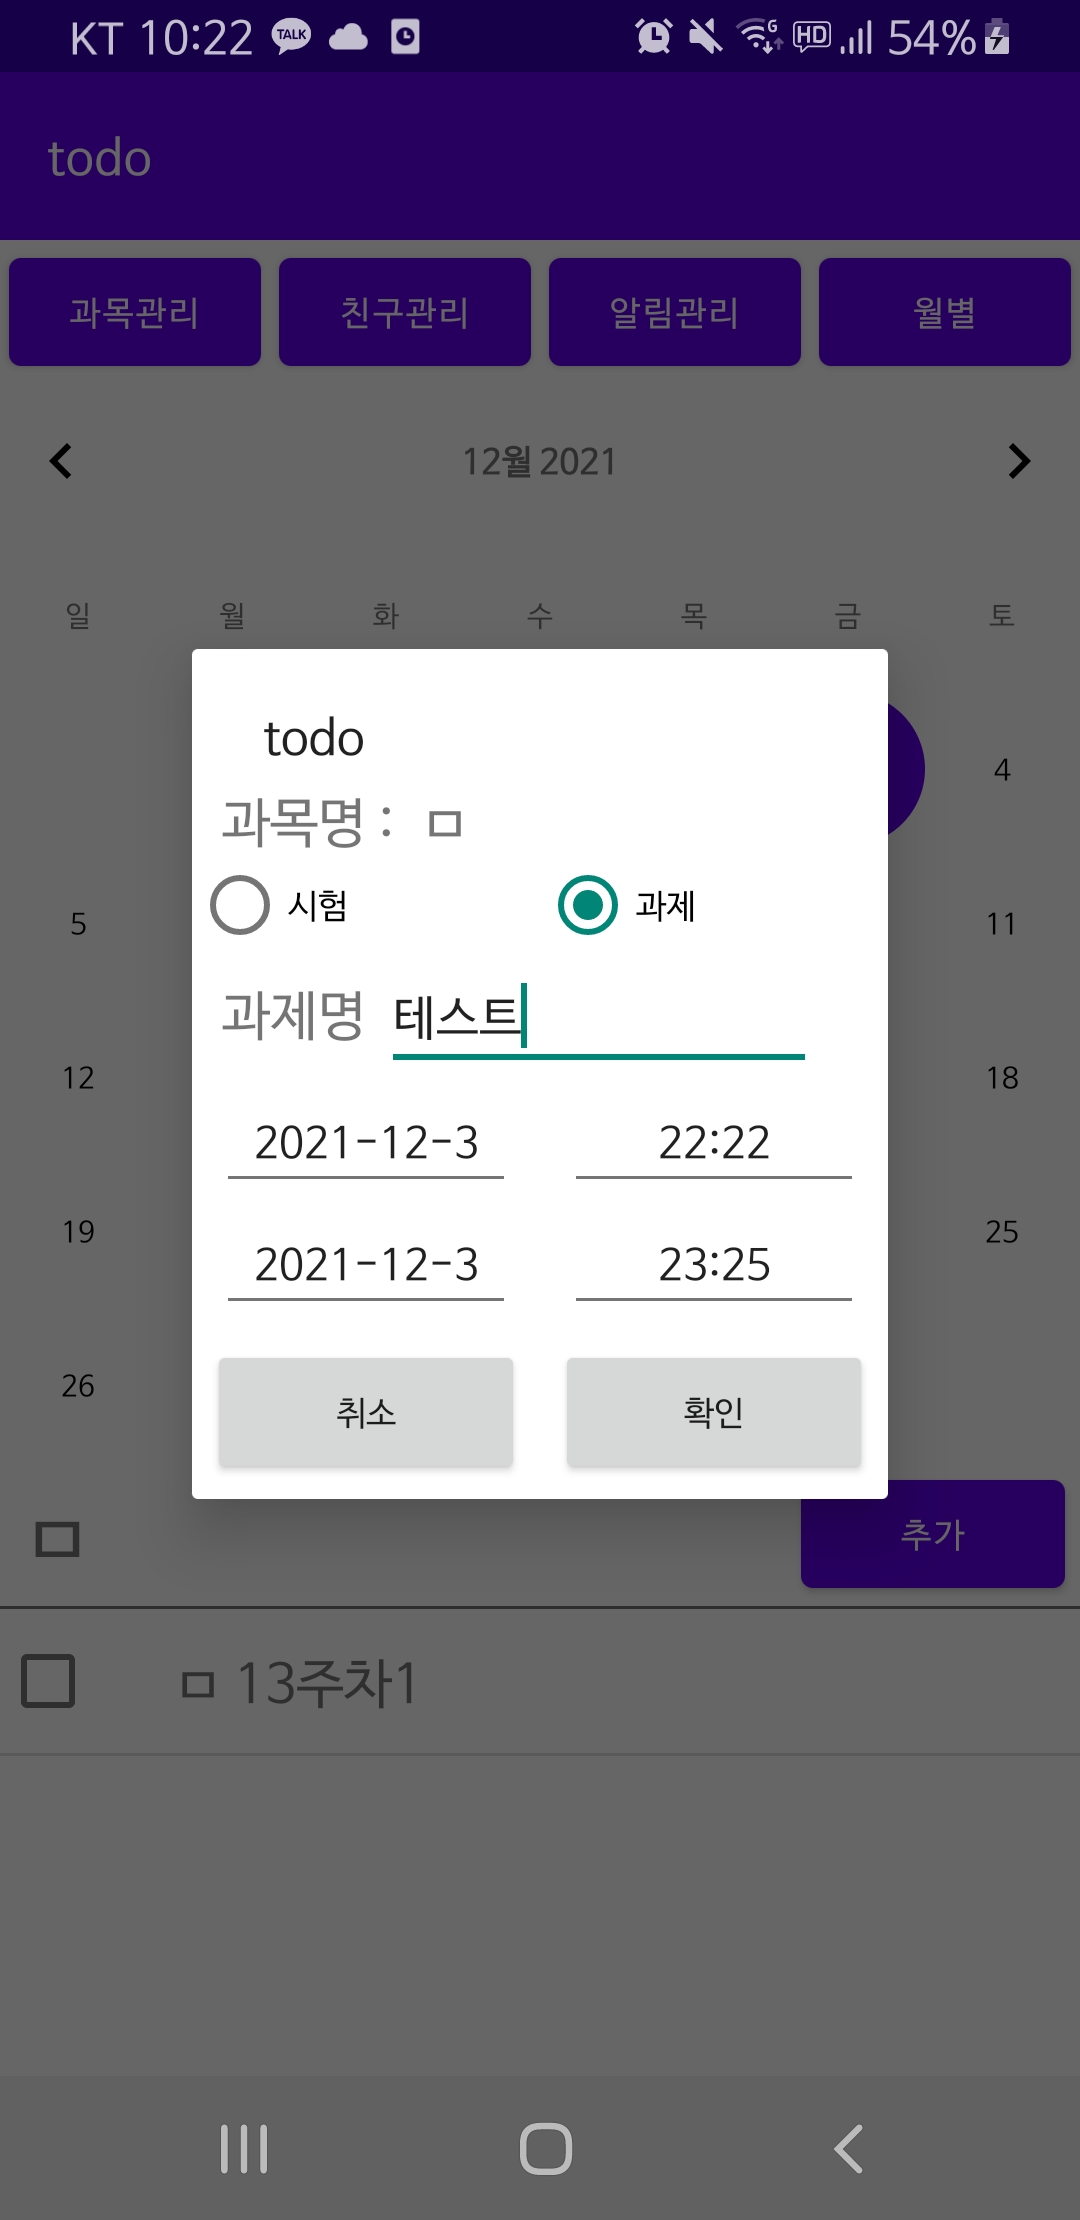 KT 10:22 TALK HD 54%
todo
과목관리 친구관리 알림관리 월별
12월 2021
일 월 화 수 목 금 토
4
todo
과목명 : ㅁ
시험 과제
5 11
과제명 테스트
12 18
2021-12-3 22:22
19 25
2021-12-3 23:25
26
취소 확인
ㅁ 추가
ㅁ 13주차1